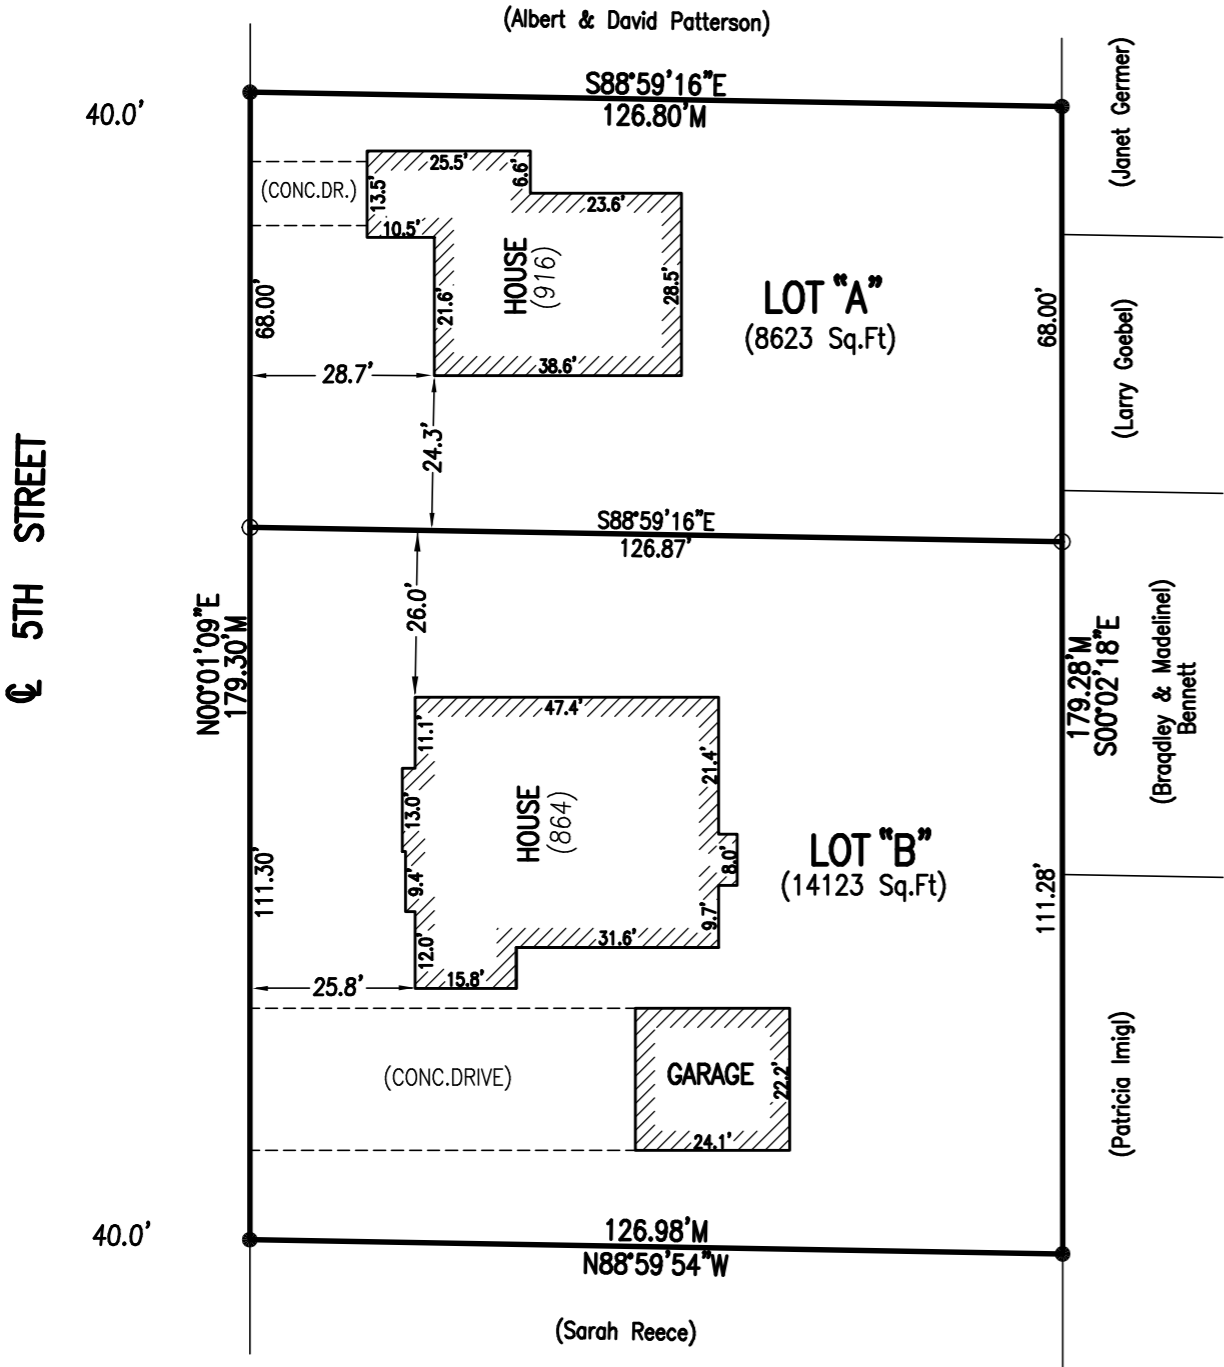 (Albert & David Patterson)
S88°59'16"E
126.80'M
40.0'
(Janet Germer)
25.5'
6.6'
(CONC.DR.)
13.5'
23.6'
10.5'
HOUSE
(916)
68.00'
21.6'
28.5'
LOT "A"
(8623 Sq.Ft)
68.00'
(Larry Goebel)
28.7'
38.6'
24.3'
℄ 5TH STREET
S88°59'16"E
126.87'
26.0'
N00°01'09"E
179.30'M
179.28'M
S00°02'18"E
(Braqdley & Madelinel)
Bennett
47.4'
11.1'
21.4'
13.0'
HOUSE
(864)
LOT "B"
(14123 Sq.Ft)
8.0'
9.4'
111.30'
111.28'
9.7'
12.0'
31.6'
15.8'
25.8'
(CONC.DRIVE)
GARAGE
22.2'
24.1'
(Patricia Imigl)
40.0'
126.98'M
N88°59'54"W
(Sarah Reece)